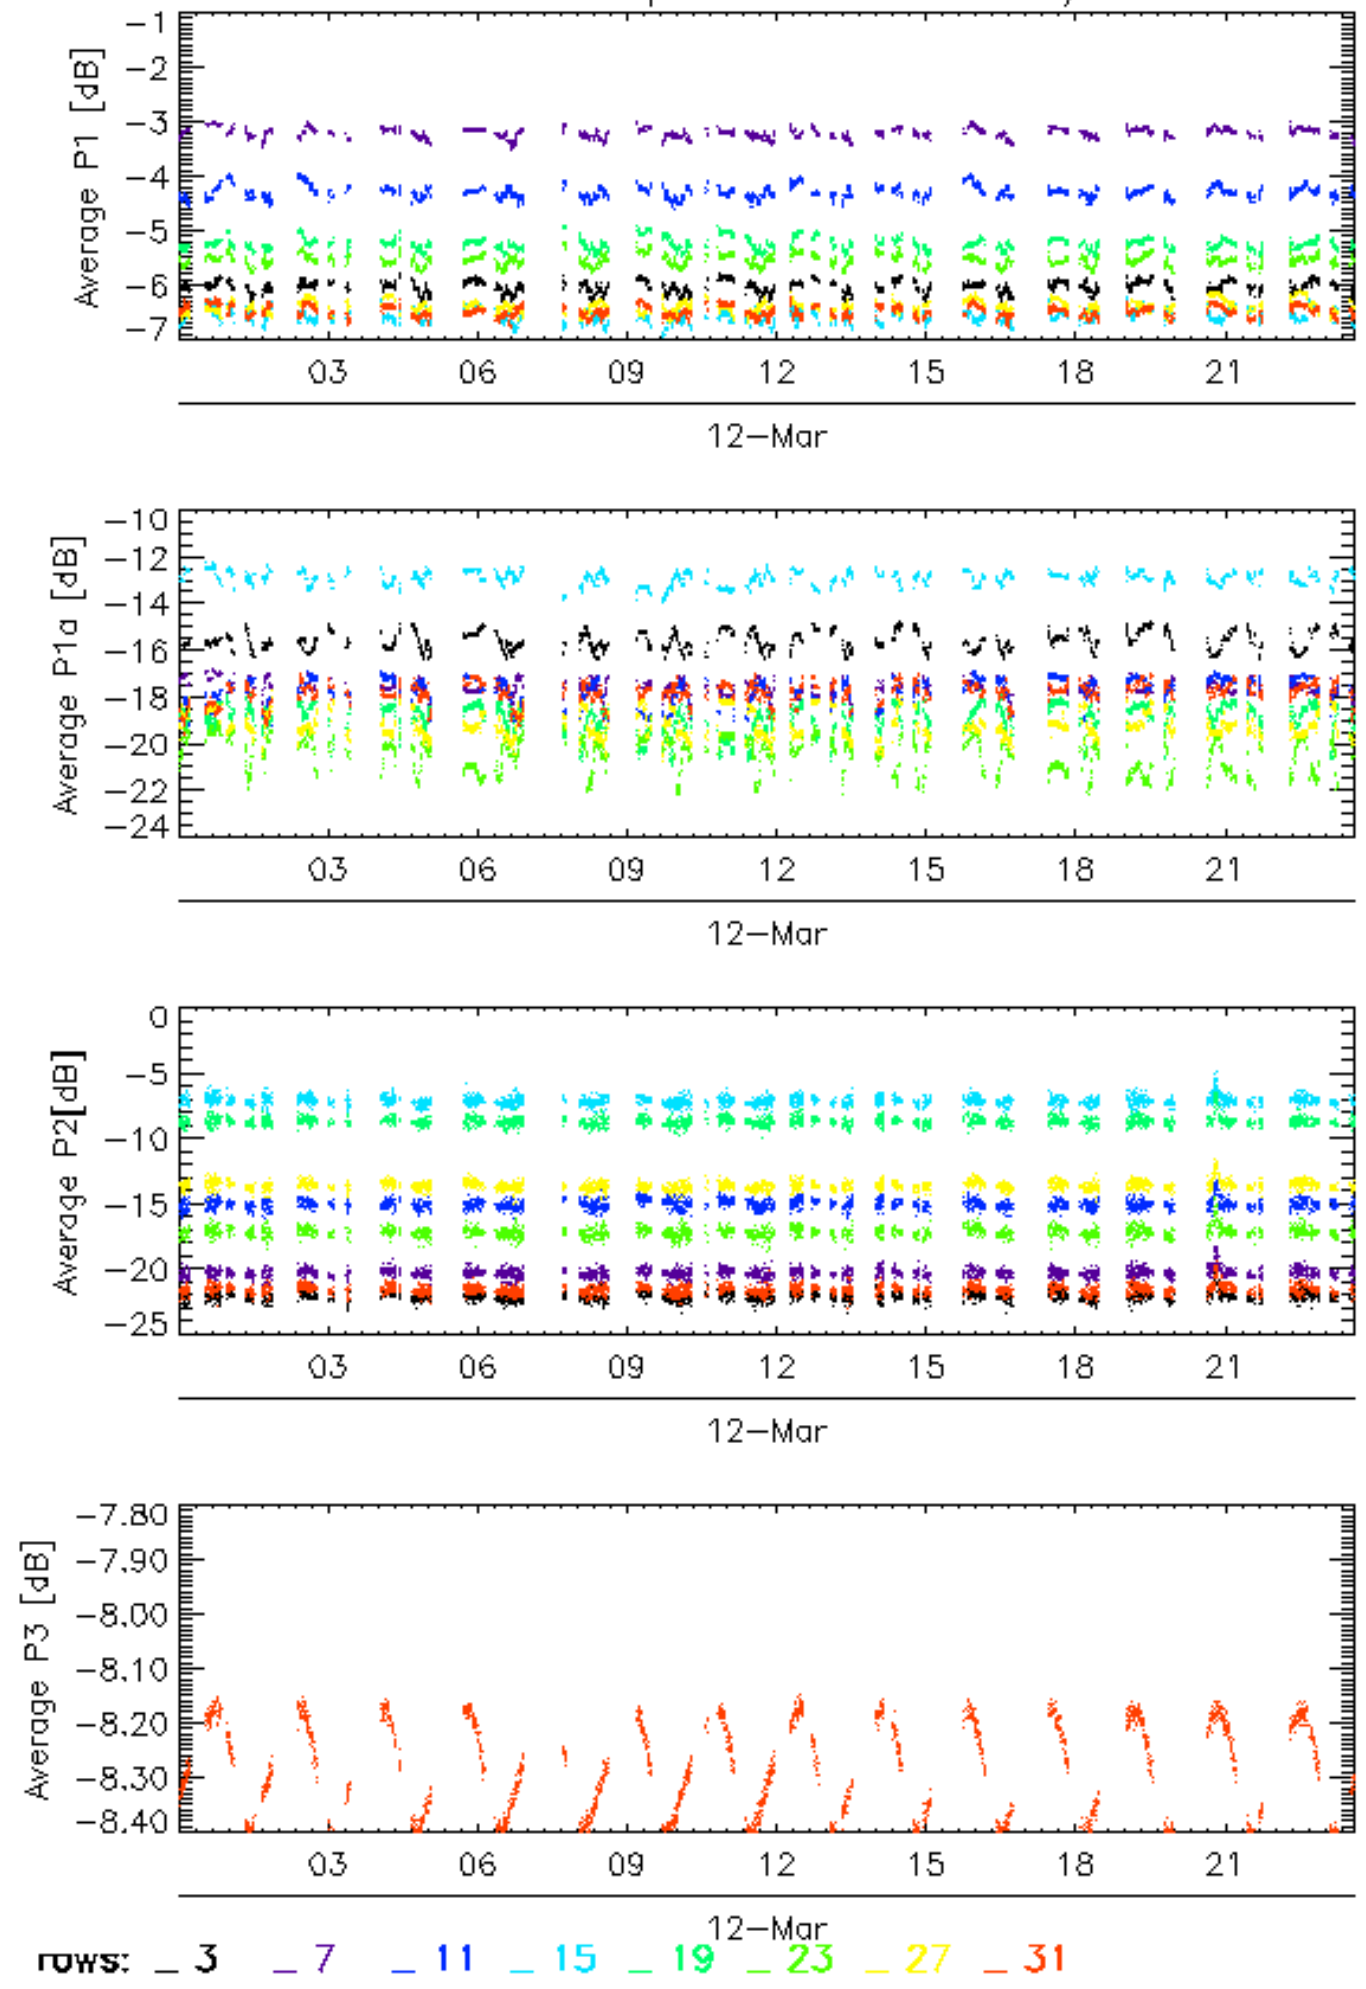 Average P1 [dB]
-1
-2
-3
-4
-5
-6
-7
03 06 09 12 15 18 21
12-Mar
Average P1a [dB]
-10
-12
-14
-16
-18
-20
-22
-24
03 06 09 12 15 18 21
12-Mar
Average P2[dB]
0
-5
-10
-15
-20
-25
03 06 09 12 15 18 21
12-Mar
Average P3 [dB]
-7.80
-7.90
-8.00
-8.10
-8.20
-8.30
-8.40
03 06 09 12 15 18 21
12-Mar
rows: _ 3 _ 7 _ 11 _ 15 _ 19 _ 23 _ 27 _ 31